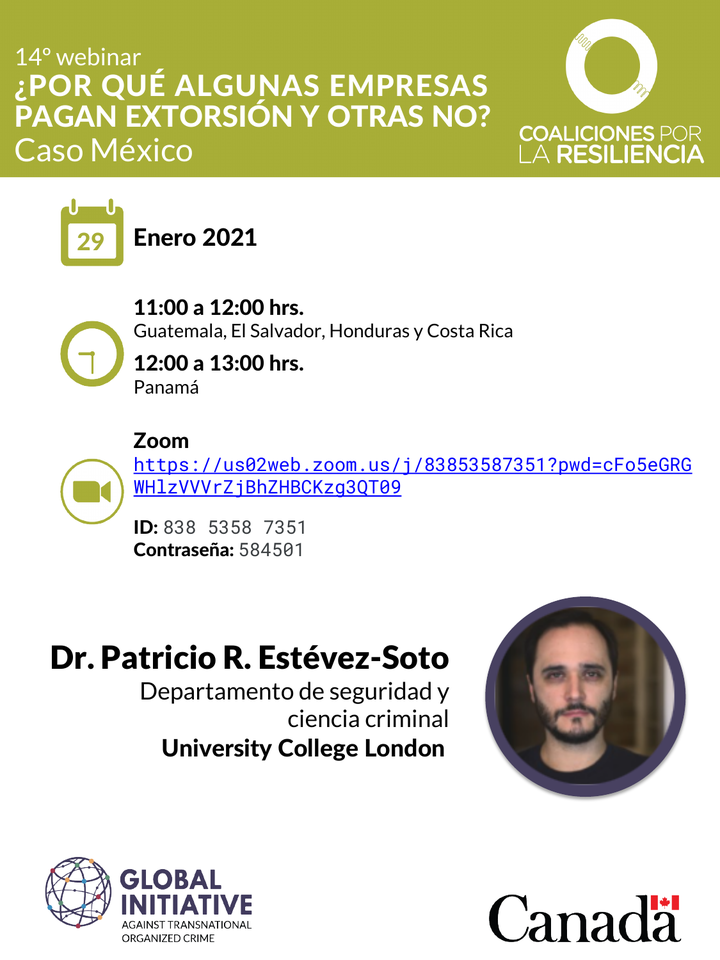 14º webinar
¿POR QUÉ ALGUNAS EMPRESAS
PAGAN EXTORSIÓN Y OTRAS NO?
Caso México
COALICIONES POR
LA RESILIENCIA
29
Enero 2021
11:00 a 12:00 hrs.
Guatemala, El Salvador, Honduras y Costa Rica
12:00 a 13:00 hrs.
Panamá
Zoom
https://us02web.zoom.us/j/83853587351?pwd=cFo5eGRG
WHlzVVVrZjBhZHBCKzg3QT09
ID: 838 5358 7351
Contraseña: 584501
Dr. Patricio R. Estévez-Soto
Departamento de seguridad y
ciencia criminal
University College London
GLOBAL
INITIATIVE
AGAINST TRANSNATIONAL
ORGANIZED CRIME
Canada